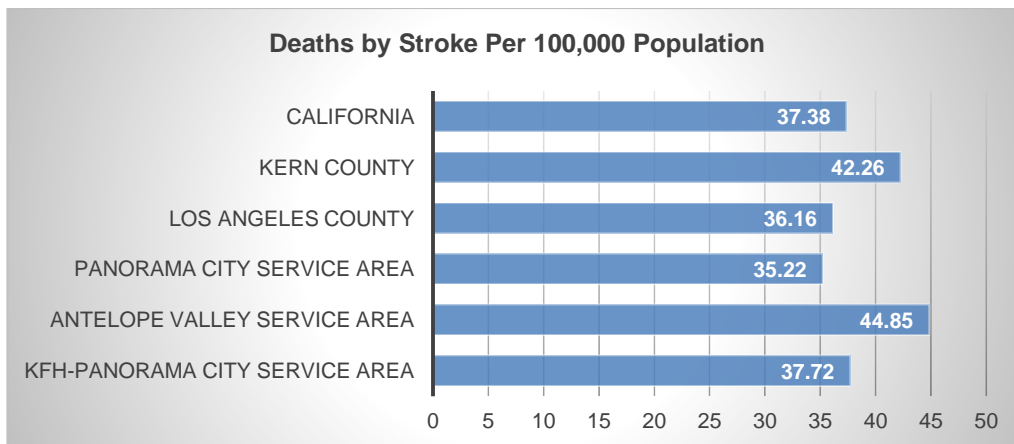 Deaths by Stroke Per 100,000 Population
CALIFORNIA
37.38
KERN COUNTY
42.26
LOS ANGELES COUNTY
36.16
PANORAMA CITY SERVICE AREA
35.22
ANTELOPE VALLEY SERVICE AREA
44.85
KFH-PANORAMA CITY SERVICE AREA
37.72
0 5 10 15 20 25 30 35 40 45 50